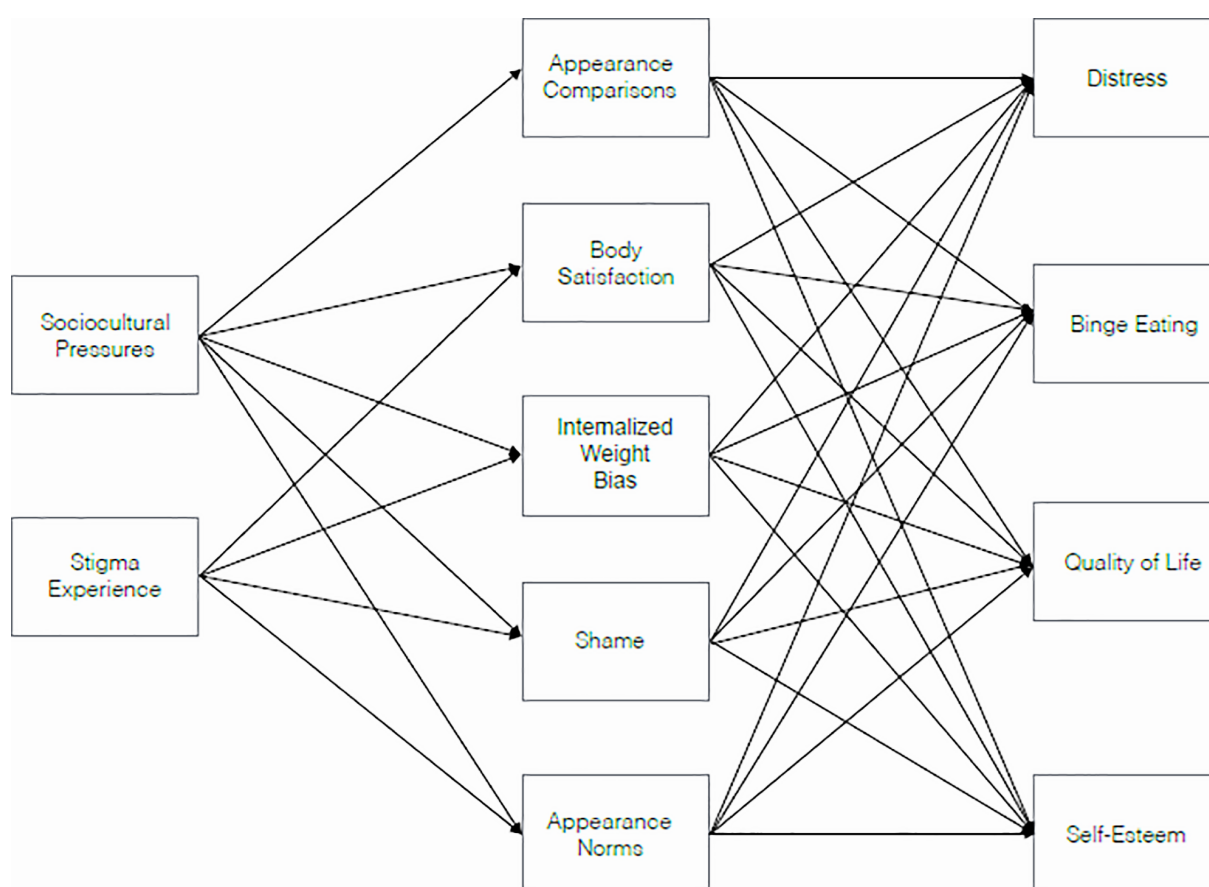 Appearance
Comparisons
Distress
Body
Satisfaction
Sociocultural
Pressures
Binge Eating
Internalized
Weight
Bias
Stigma
Experience
Quality of Life
Shame
Appearance
Norms
Self-Esteem